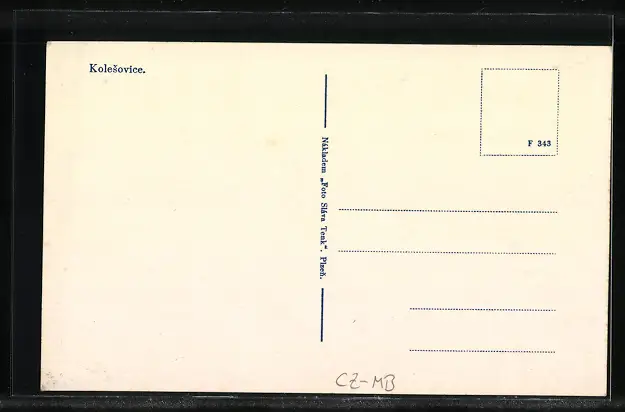 Kolešovice.
F 343
Nákladem „Foto Sláva Tenk“, Plzeň.
CZ-MB